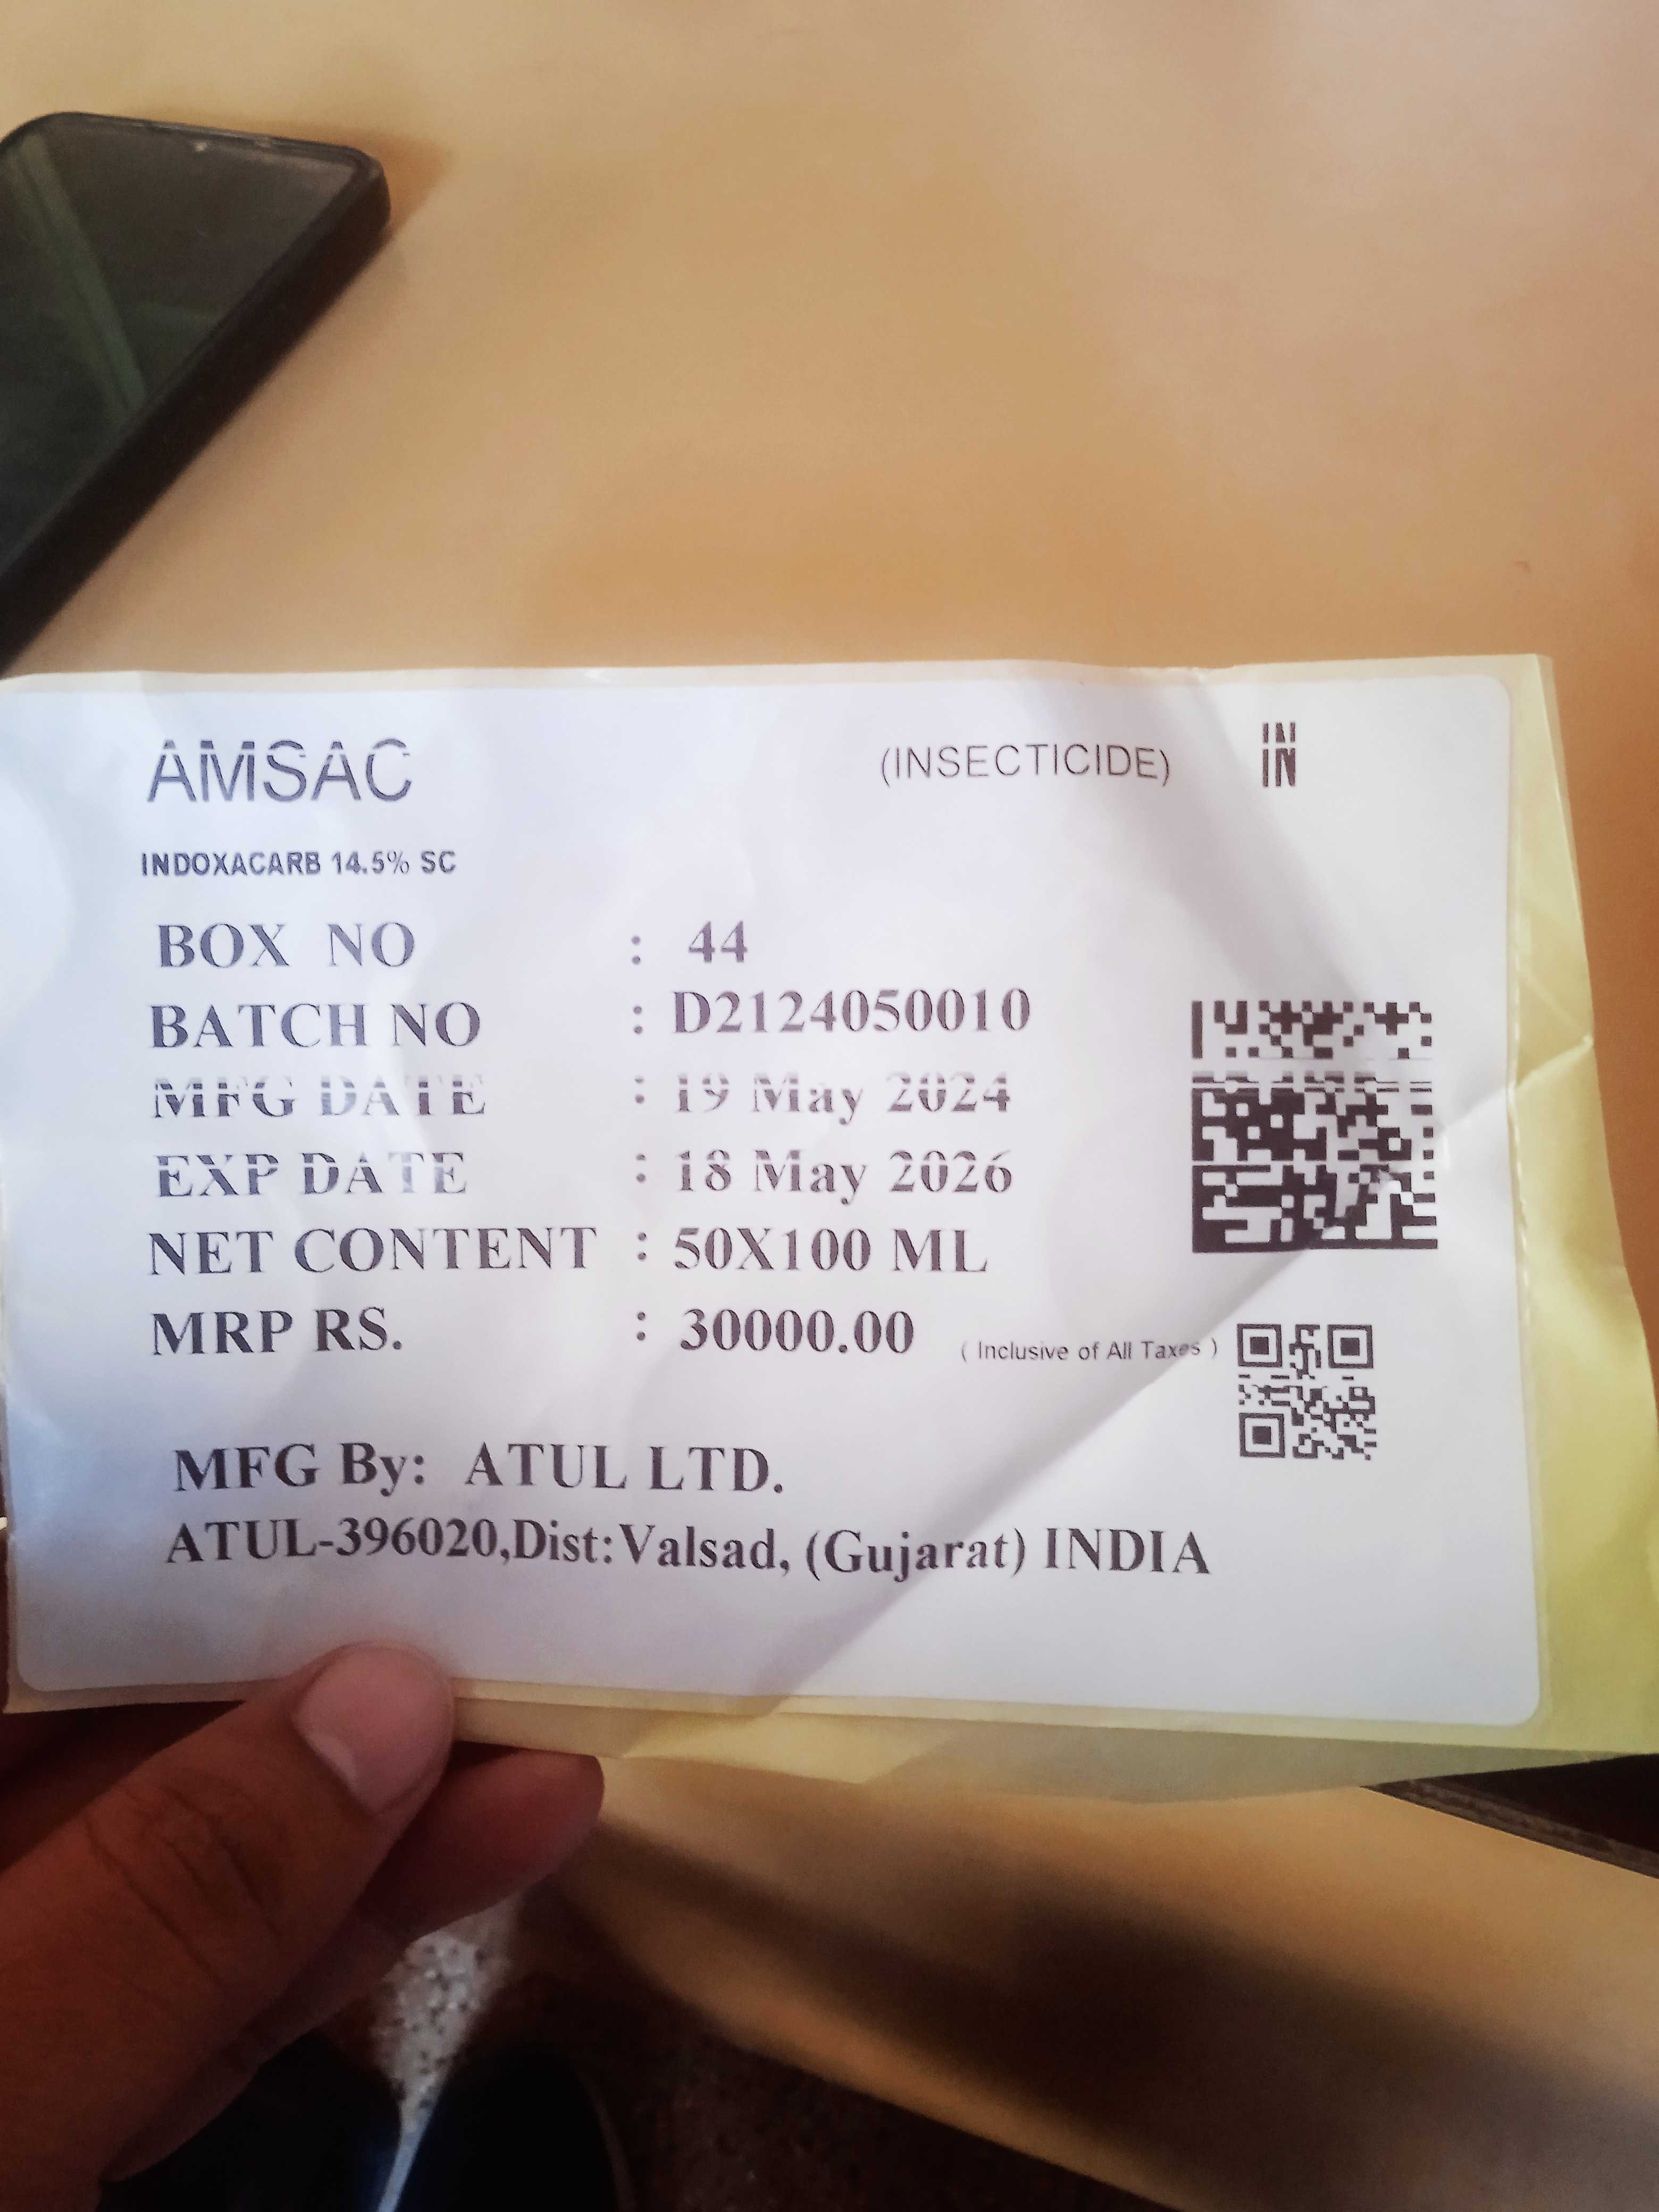 AMSAC (INSECTICIDE) IN
INDOXACARB 14.5% SC
BOX NO : 44
BATCH NO : D2124050010
MFG DATE : 19 May 2024
EXP DATE : 18 May 2026
NET CONTENT : 50X100 ML
MRP RS. : 30000.00 ( Inclusive of All Taxes )
MFG By: ATUL LTD.
ATUL-396020,Dist:Valsad, (Gujarat) INDIA